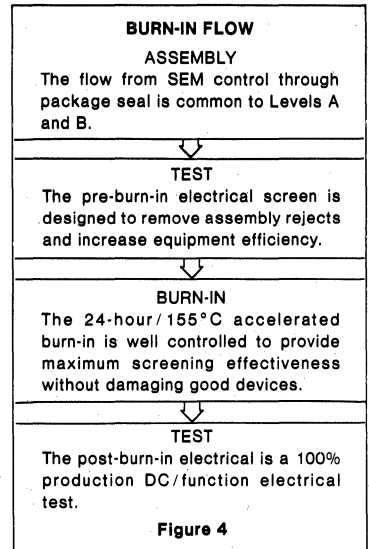 BURN-IN FLOW
ASSEMBLY
The flow from SEM control through
package seal is common to Levels A
and B.
TEST
The pre-burn-in electrical screen is
designed to remove assembly rejects
and increase equipment efficiency.
BURN-IN
The 24-hour/155°C accelerated
burn-in is well controlled to provide
maximum screening effectiveness
without damaging good devices.
TEST
The post-burn-in electrical is a 100%
production DC/function electrical
test.
Figure 4